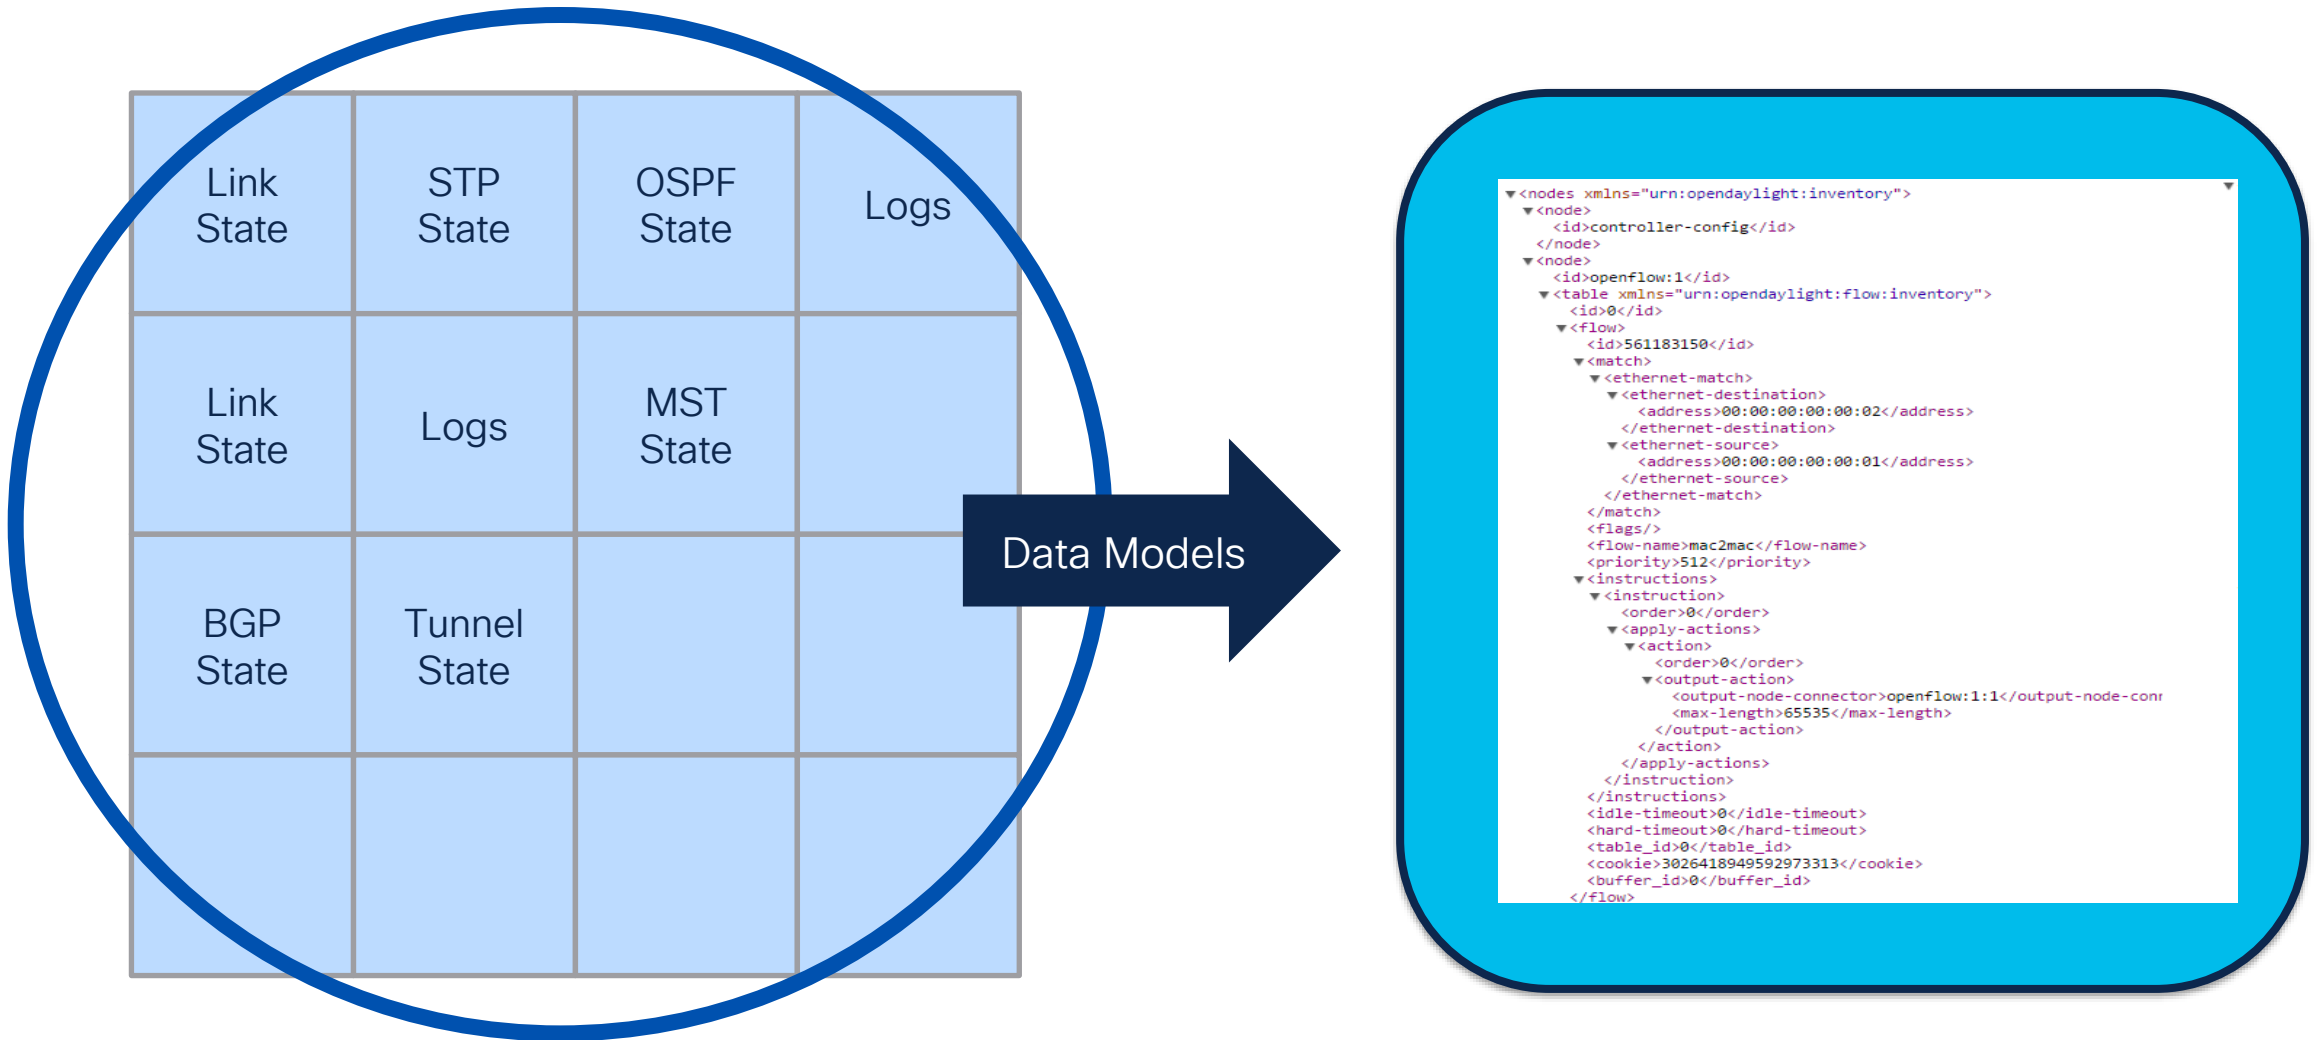 Link
State
STP
State
OSPF
State
Logs
Link
State
Logs
MST
State
BGP
State
Tunnel
State
Data Models
▼<nodes xmlns="urn:opendaylight:inventory">
▼<node>
<id>controller-config</id>
</node>
▼<node>
<id>openflow:1</id>
▼<table xmlns="urn:opendaylight:flow:inventory">
<id>0</id>
▼<flow>
<id>561183150</id>
▼<match>
▼<ethernet-match>
▼<ethernet-destination>
<address>00:00:00:00:00:02</address>
</ethernet-destination>
▼<ethernet-source>
<address>00:00:00:00:00:01</address>
</ethernet-source>
</ethernet-match>
</match>
<flags/>
<flow-name>mac2mac</flow-name>
<priority>512</priority>
▼<instructions>
▼<instruction>
<order>0</order>
▼<apply-actions>
▼<action>
<order>0</order>
▼<output-action>
<output-node-connector>openflow:1:1</output-node-conr
<max-length>65535</max-length>
</output-action>
</action>
</apply-actions>
</instruction>
</instructions>
<idle-timeout>0</idle-timeout>
<hard-timeout>0</hard-timeout>
<table_id>0</table_id>
<cookie>3026418949592973313</cookie>
<buffer_id>0</buffer_id>
</flow>